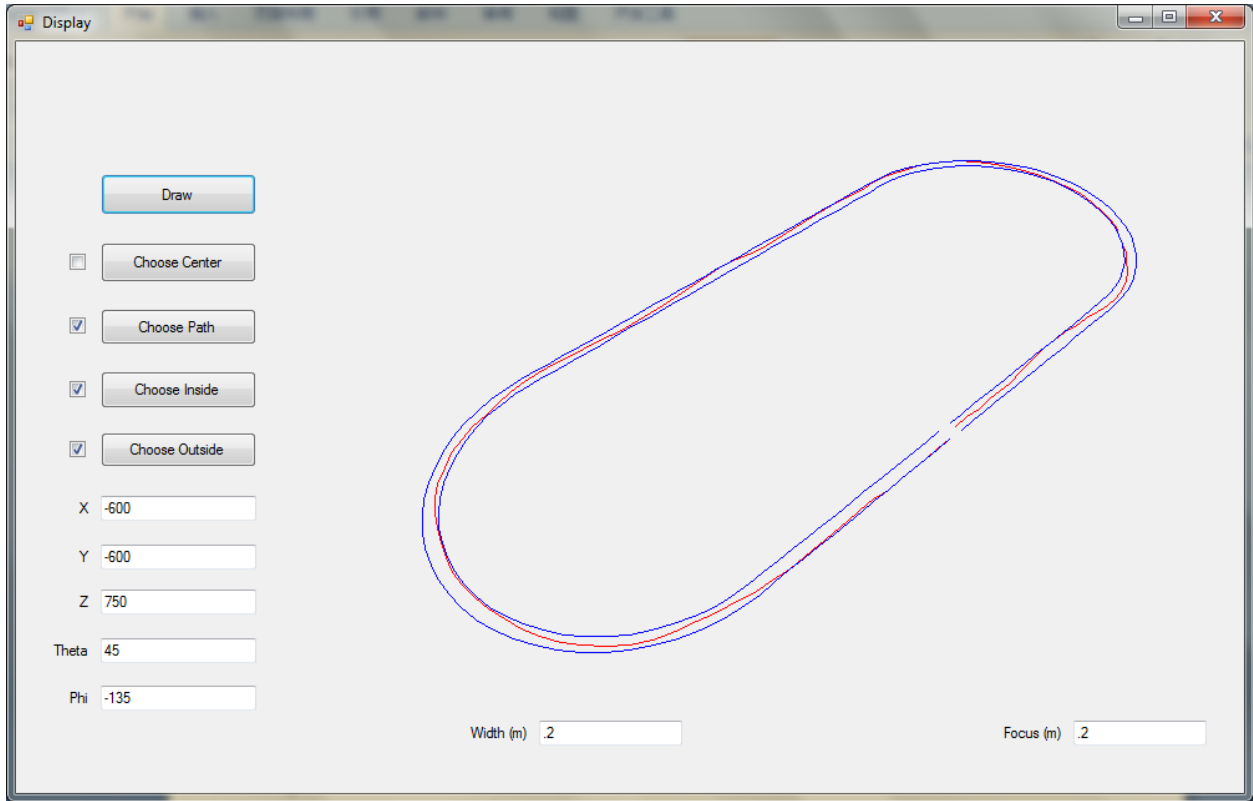 Display
Draw
Choose Center
Choose Path
Choose Inside
Choose Outside
X -600
Y -600
Z 750
Theta 45
Phi -135
Width (m) .2
Focus (m) .2